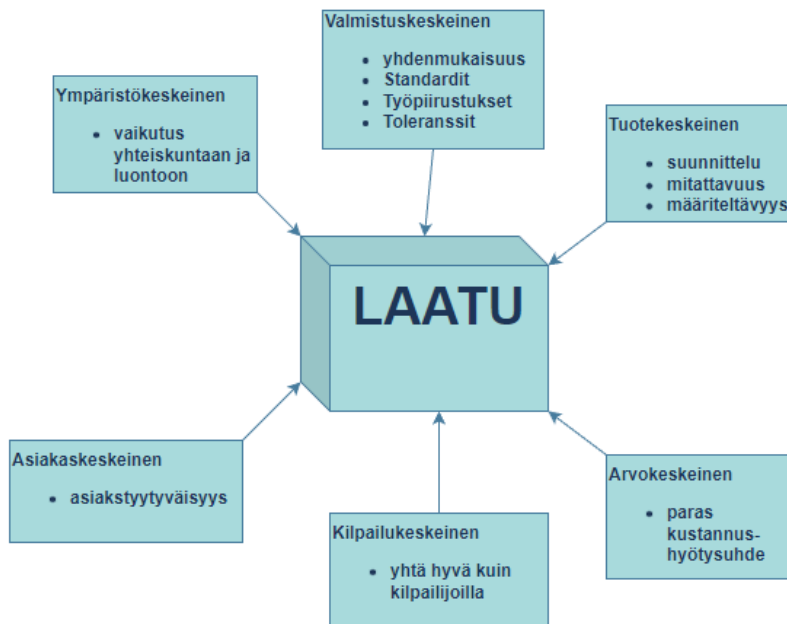 Valmistuskeskeinen
yhdenmukaisuus
Standardit
Työpiirustukset
Toleranssit
Ympäristökeskeinen
vaikutus
yhteiskuntaan ja
luontoon
Tuotekeskeinen
suunnittelu
mitattavuus
määriteltävyys
LAATU
Asiakaskeskeinen
asiakstyytyväisyys
Kilpailukeskeinen
yhtä hyvä kuin
kilpailijoilla
Arvokeskeinen
paras
kustannus-
hyötysuhde